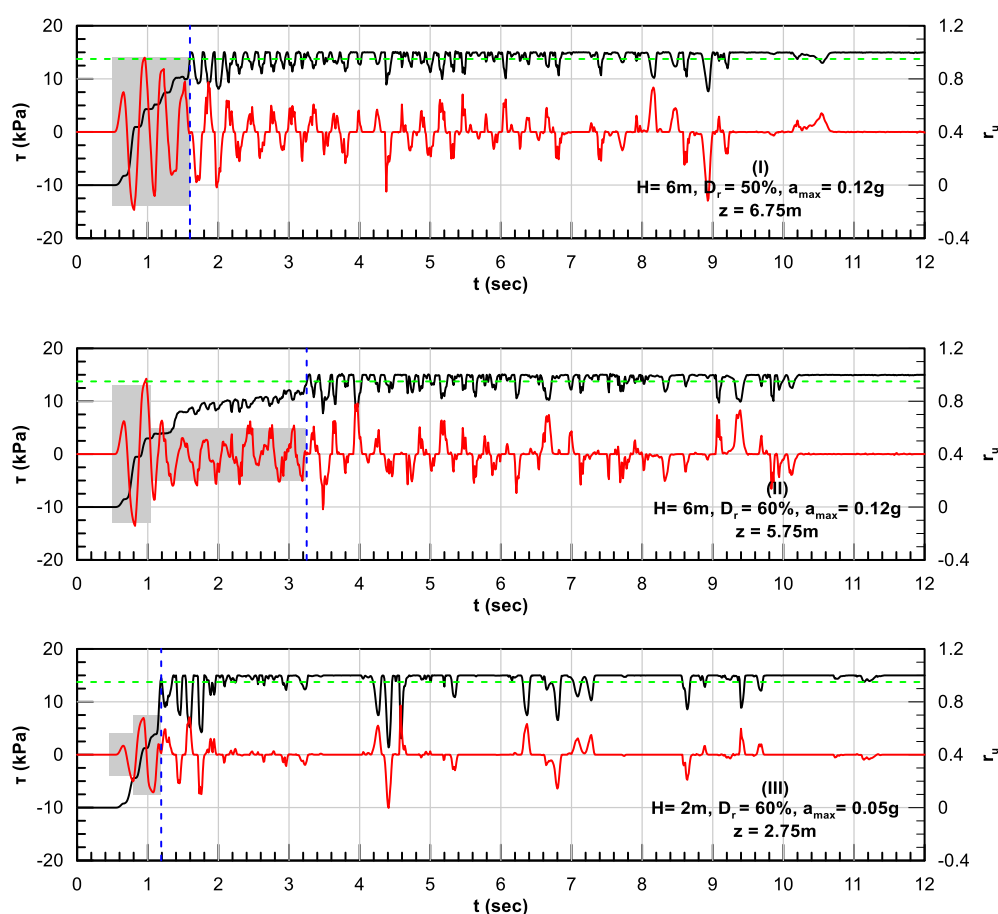 20
10
0
-10
-20
τ (kPa)
1.2
0.8
0.4
0
-0.4
r_u
(I)
H= 6m, D_r = 50%, a_max= 0.12g
z = 6.75m
0 1 2 3 4 5 6 7 8 9 10 11 12
t (sec)
20
10
0
-10
-20
τ (kPa)
1.2
0.8
0.4
0
-0.4
r_u
(II)
H= 6m, D_r = 60%, a_max= 0.12g
z = 5.75m
0 1 2 3 4 5 6 7 8 9 10 11 12
t (sec)
20
10
0
-10
-20
τ (kPa)
1.2
0.8
0.4
0
-0.4
r_u
(III)
H= 2m, D_r = 60%, a_max= 0.05g
z = 2.75m
0 1 2 3 4 5 6 7 8 9 10 11 12
t (sec)